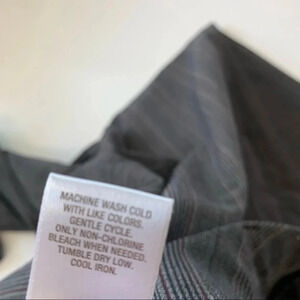 MACHINE WASH COLD
WITH LIKE COLORS.
GENTLE CYCLE.
ONLY NON-CHLORINE
BLEACH WHEN NEEDED.
TUMBLE DRY LOW.
COOL IRON.